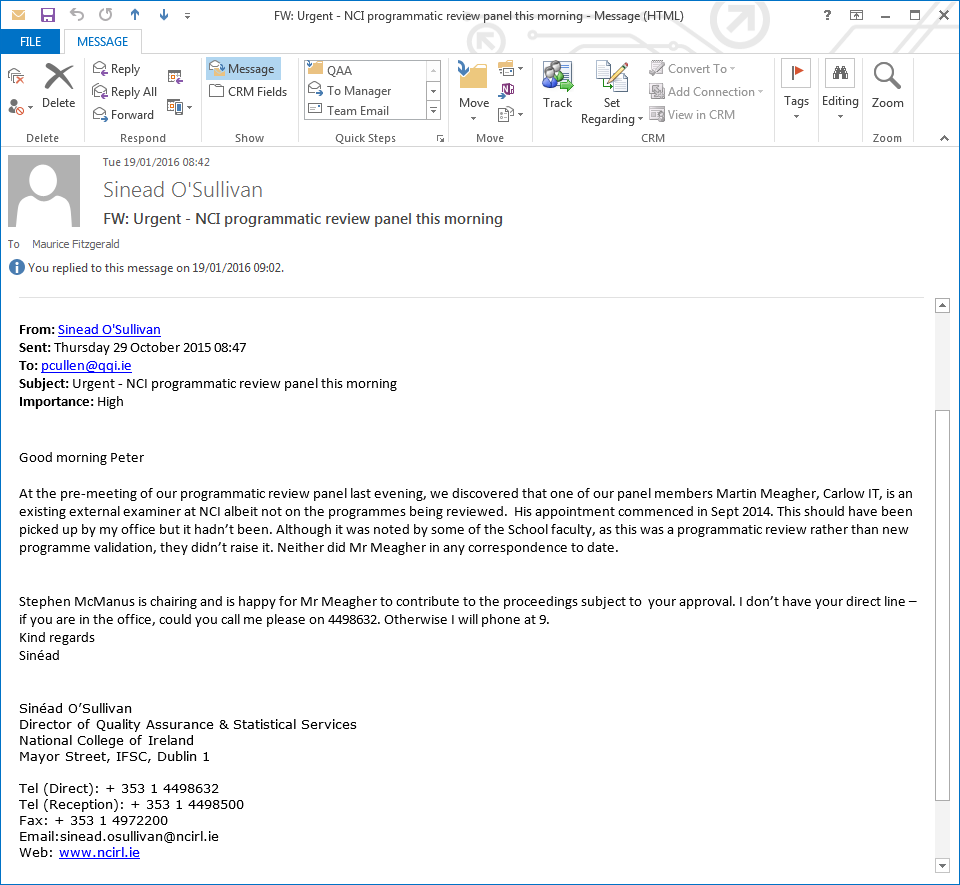 FW: Urgent - NCI programmatic review panel this morning - Message (HTML)
?
FILE
MESSAGE
Delete
Reply
Reply All
Forward
Message
CRM Fields
QAA
To Manager
Team Email
Move
Track
Set
Regarding
Convert To
Add Connection
View in CRM
Tags
Editing
Zoom
Delete
Respond
Show
Quick Steps
Move
CRM
Zoom
Tue 19/01/2016 08:42
Sinead O'Sullivan
FW: Urgent - NCI programmatic review panel this morning
To Maurice Fitzgerald
You replied to this message on 19/01/2016 09:02.
From: Sinead O'Sullivan
Sent: Thursday 29 October 2015 08:47
To: pcullen@qqi.ie
Subject: Urgent - NCI programmatic review panel this morning
Importance: High
Good morning Peter
At the pre-meeting of our programmatic review panel last evening, we discovered that one of our panel members Martin Meagher, Carlow IT, is an
existing external examiner at NCI albeit not on the programmes being reviewed.  His appointment commenced in Sept 2014. This should have been
picked up by my office but it hadn’t been. Although it was noted by some of the School faculty, as this was a programmatic review rather than new
programme validation, they didn’t raise it. Neither did Mr Meagher in any correspondence to date.
Stephen McManus is chairing and is happy for Mr Meagher to contribute to the proceedings subject to  your approval. I don’t have your direct line –
if you are in the office, could you call me please on 4498632. Otherwise I will phone at 9.
Kind regards
Sinéad
Sinéad O’Sullivan
Director of Quality Assurance & Statistical Services
National College of Ireland
Mayor Street, IFSC, Dublin 1
Tel (Direct): + 353 1 4498632
Tel (Reception): + 353 1 4498500
Fax: + 353 1 4972200
Email:sinead.osullivan@ncirl.ie
Web: www.ncirl.ie